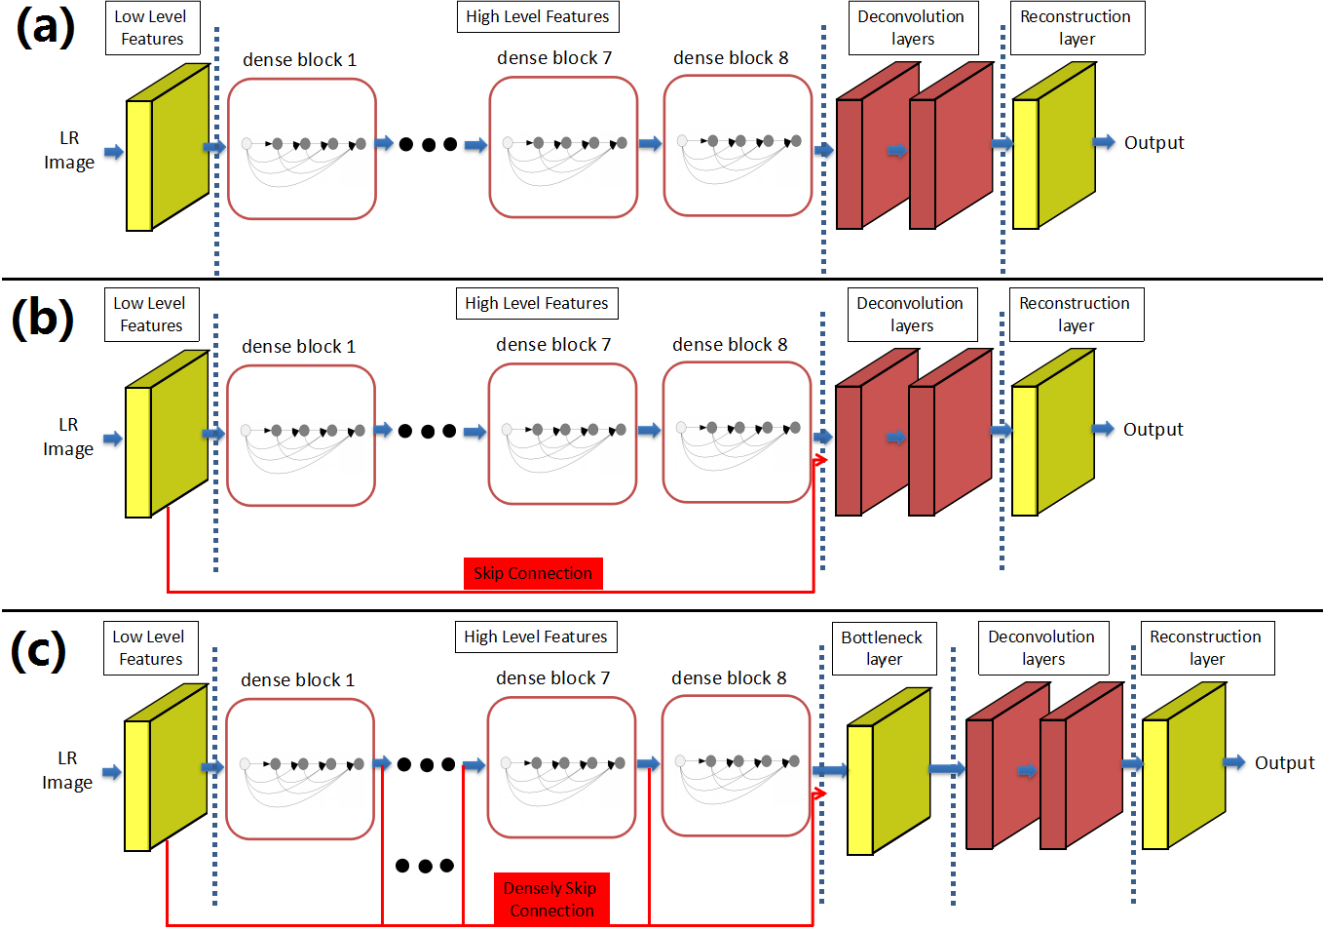 (a)
Low Level
Features
High Level Features
Deconvolution
layers
Reconstruction
layer
dense block 1
dense block 7
dense block 8
LR
Image
Output
(b)
Low Level
Features
High Level Features
Deconvolution
layers
Reconstruction
layer
dense block 1
dense block 7
dense block 8
LR
Image
Output
Skip Connection
(c)
Low Level
Features
High Level Features
Bottleneck
layer
Deconvolution
layers
Reconstruction
layer
dense block 1
dense block 7
dense block 8
LR
Image
Output
Densely Skip
Connection